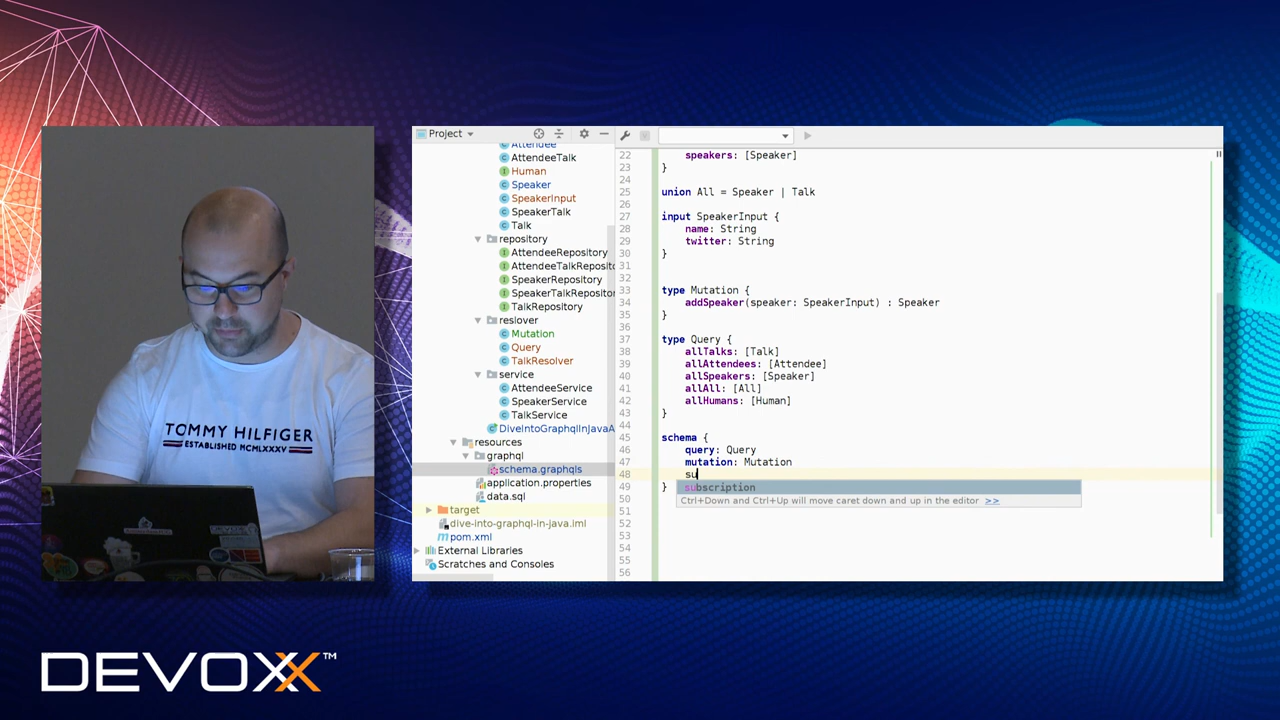 TOMMY HILFIGER
ESTABLISHED MCMLXXXV
DEVOXX™
Project
Attendee
AttendeeTalk
Human
Speaker
SpeakerInput
SpeakerTalk
Talk
repository
AttendeeRepository
AttendeeTalkReposito
SpeakerRepository
SpeakerTalkRepositor
TalkRepository
reslover
Mutation
Query
TalkResolver
service
AttendeeService
SpeakerService
TalkService
DiveIntoGraphqlInJavaA
resources
graphql
schema.graphqls
application.properties
data.sql
target
dive-into-graphql-in-java.iml
pom.xml
External Libraries
Scratches and Consoles
22 speakers: [Speaker]
23 }
24
25 union All = Speaker | Talk
26
27 input SpeakerInput {
28 name: String
29 twitter: String
30 }
31
32
33 type Mutation {
34 addSpeaker(speaker: SpeakerInput) : Speaker
35 }
36
37 type Query {
38 allTalks: [Talk]
39 allAttendees: [Attendee]
40 allSpeakers: [Speaker]
41 allAll: [All]
42 allHumans: [Human]
43 }
44
45 schema {
46 query: Query
47 mutation: Mutation
48 su
49 } subscription
50 Ctrl+Down and Ctrl+Up will move caret down and up in the editor >>
51
52
53
54
55
56